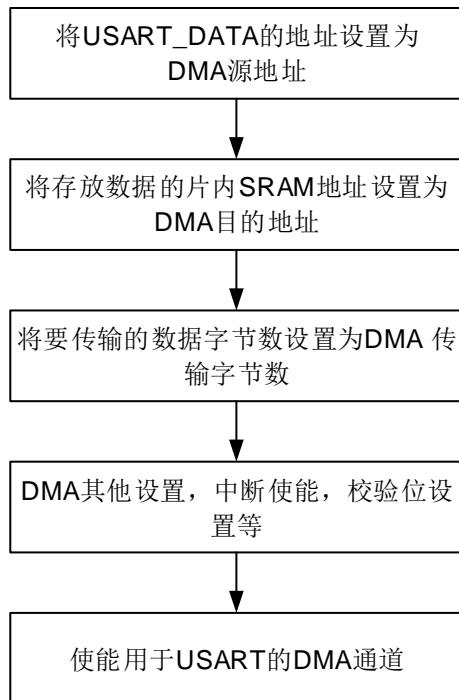 将USART_DATA的地址设置为
DMA源地址
将存放数据的片内SRAM地址设置为
DMA目的地址
将要传输的数据字节数设置为DMA 传
输字节数
DMA其他设置，中断使能，校验位设
置等
使能用于USART的DMA通道